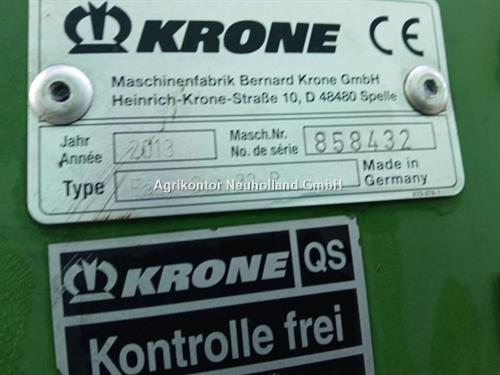 KRONE CE
Maschinenfabrik Bernard Krone GmbH
Heinrich-Krone-Straße 10, D 48480 Spelle
Jahr 2013 Masch.Nr. 858432
Année No. de série
Type Made in
Germany
Agrikontor Neuholland GmbH
KRONE QS
Kontrolle frei